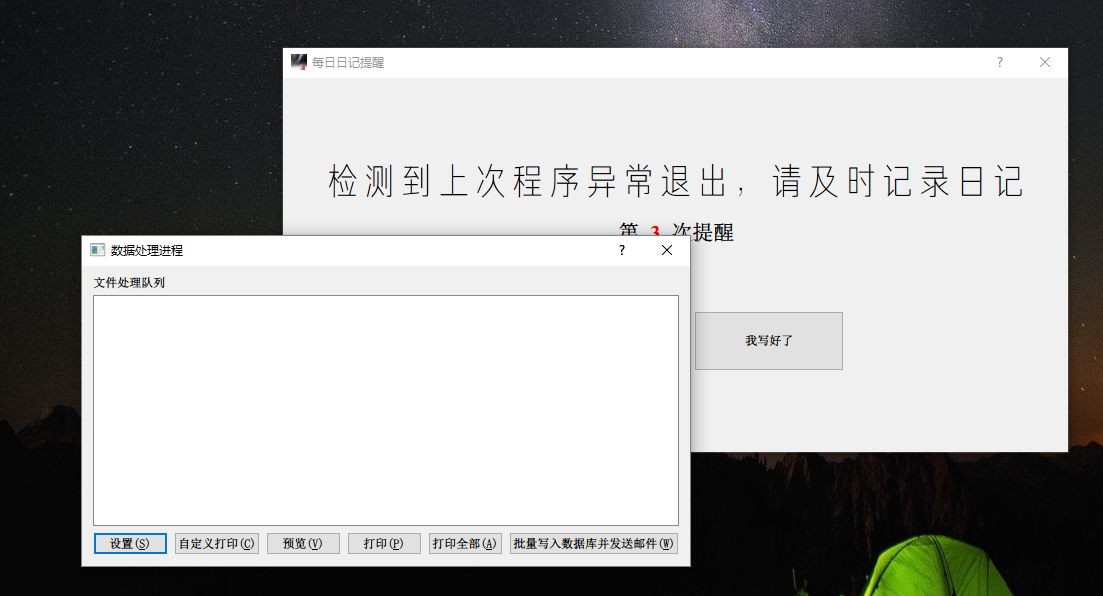 每日日记提醒
检测到上次程序异常退出，请及时记录日记
第 3 次提醒
我写好了
数据处理进程
文件处理队列
设置(S) 自定义打印(C) 预览(V) 打印(P) 打印全部(A) 批量写入数据库并发送邮件(W)